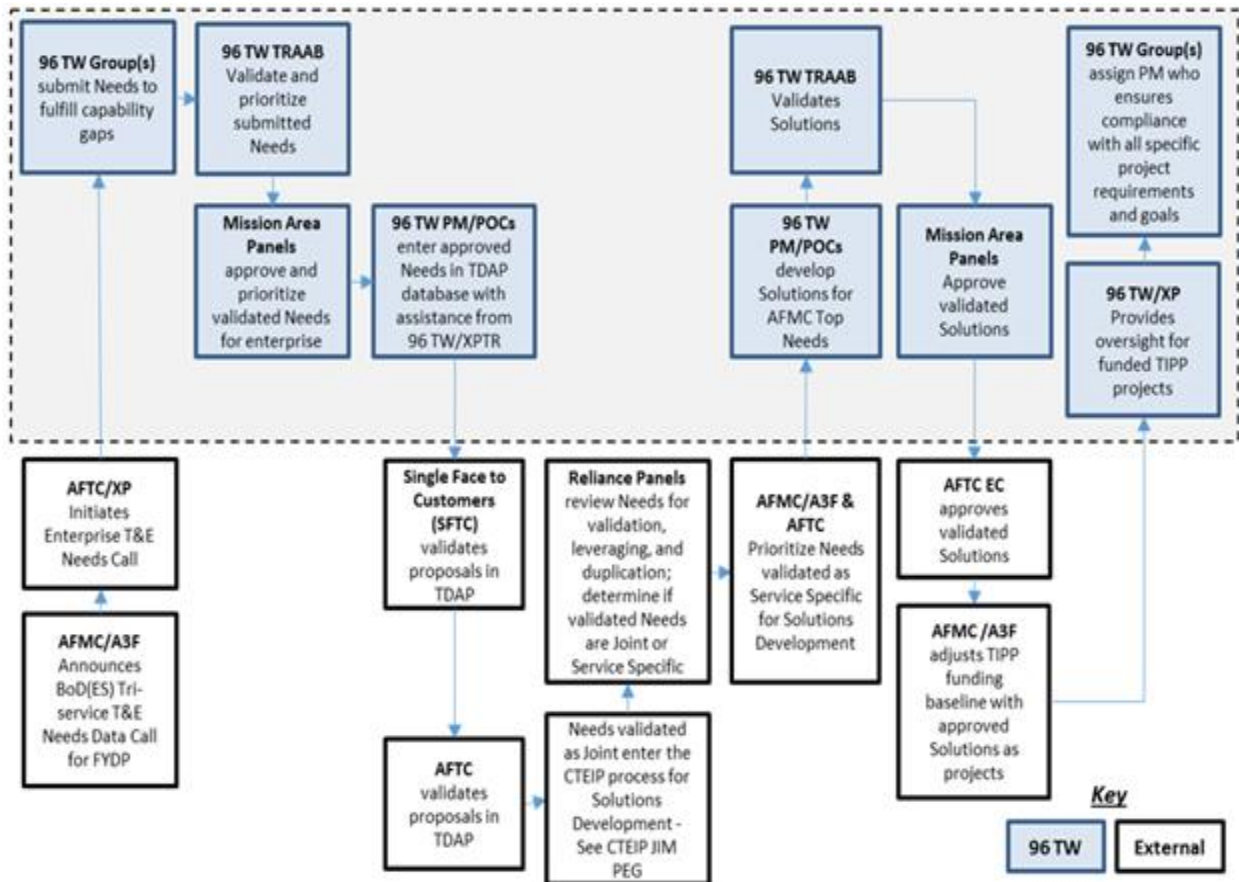 96 TW Group(s)
submit Needs to
fulfill capability
gaps
96 TW TRAAB
Validate and
prioritize
submitted
Needs
Mission Area
Panels
approve and
prioritize
validated Needs
for enterprise
96 TW PM/POCs
enter approved
Needs in TDAP
database with
assistance from
96 TW/XPTR
96 TW TRAAB
Validates
Solutions
96 TW
PM/POCs
develop
Solutions for
AFMC Top
Needs
Mission Area
Panels
Approve
validated
Solutions
96 TW Group(s)
assign PM who
ensures
compliance
with all specific
project
requirements
and goals
96 TW/XP
Provides
oversight for
funded TIPP
projects
AFTC/XP
Initiates
Enterprise T&E
Needs Call
AFMC/A3F
Announces
BoD(ES) Tri-
service T&E
Needs Data Call
for FYDP
Single Face to
Customers
(SFTC)
validates
proposals in
TDAP
AFTC
validates
proposals in
TDAP
Reliance Panels
review Needs for
validation,
leveraging, and
duplication;
determine if
validated Needs
are Joint or
Service Specific
Needs validated
as Joint enter the
CTEIP process for
Solutions
Development -
See CTEIP JIM
PEG
AFMC/A3F &
AFTC
Prioritize Needs
validated as
Service Specific
for Solutions
Development
AFTC EC
approves
validated
Solutions
AFMC /A3F
adjusts TIPP
funding
baseline with
approved
Solutions as
projects
Key
96 TW
External